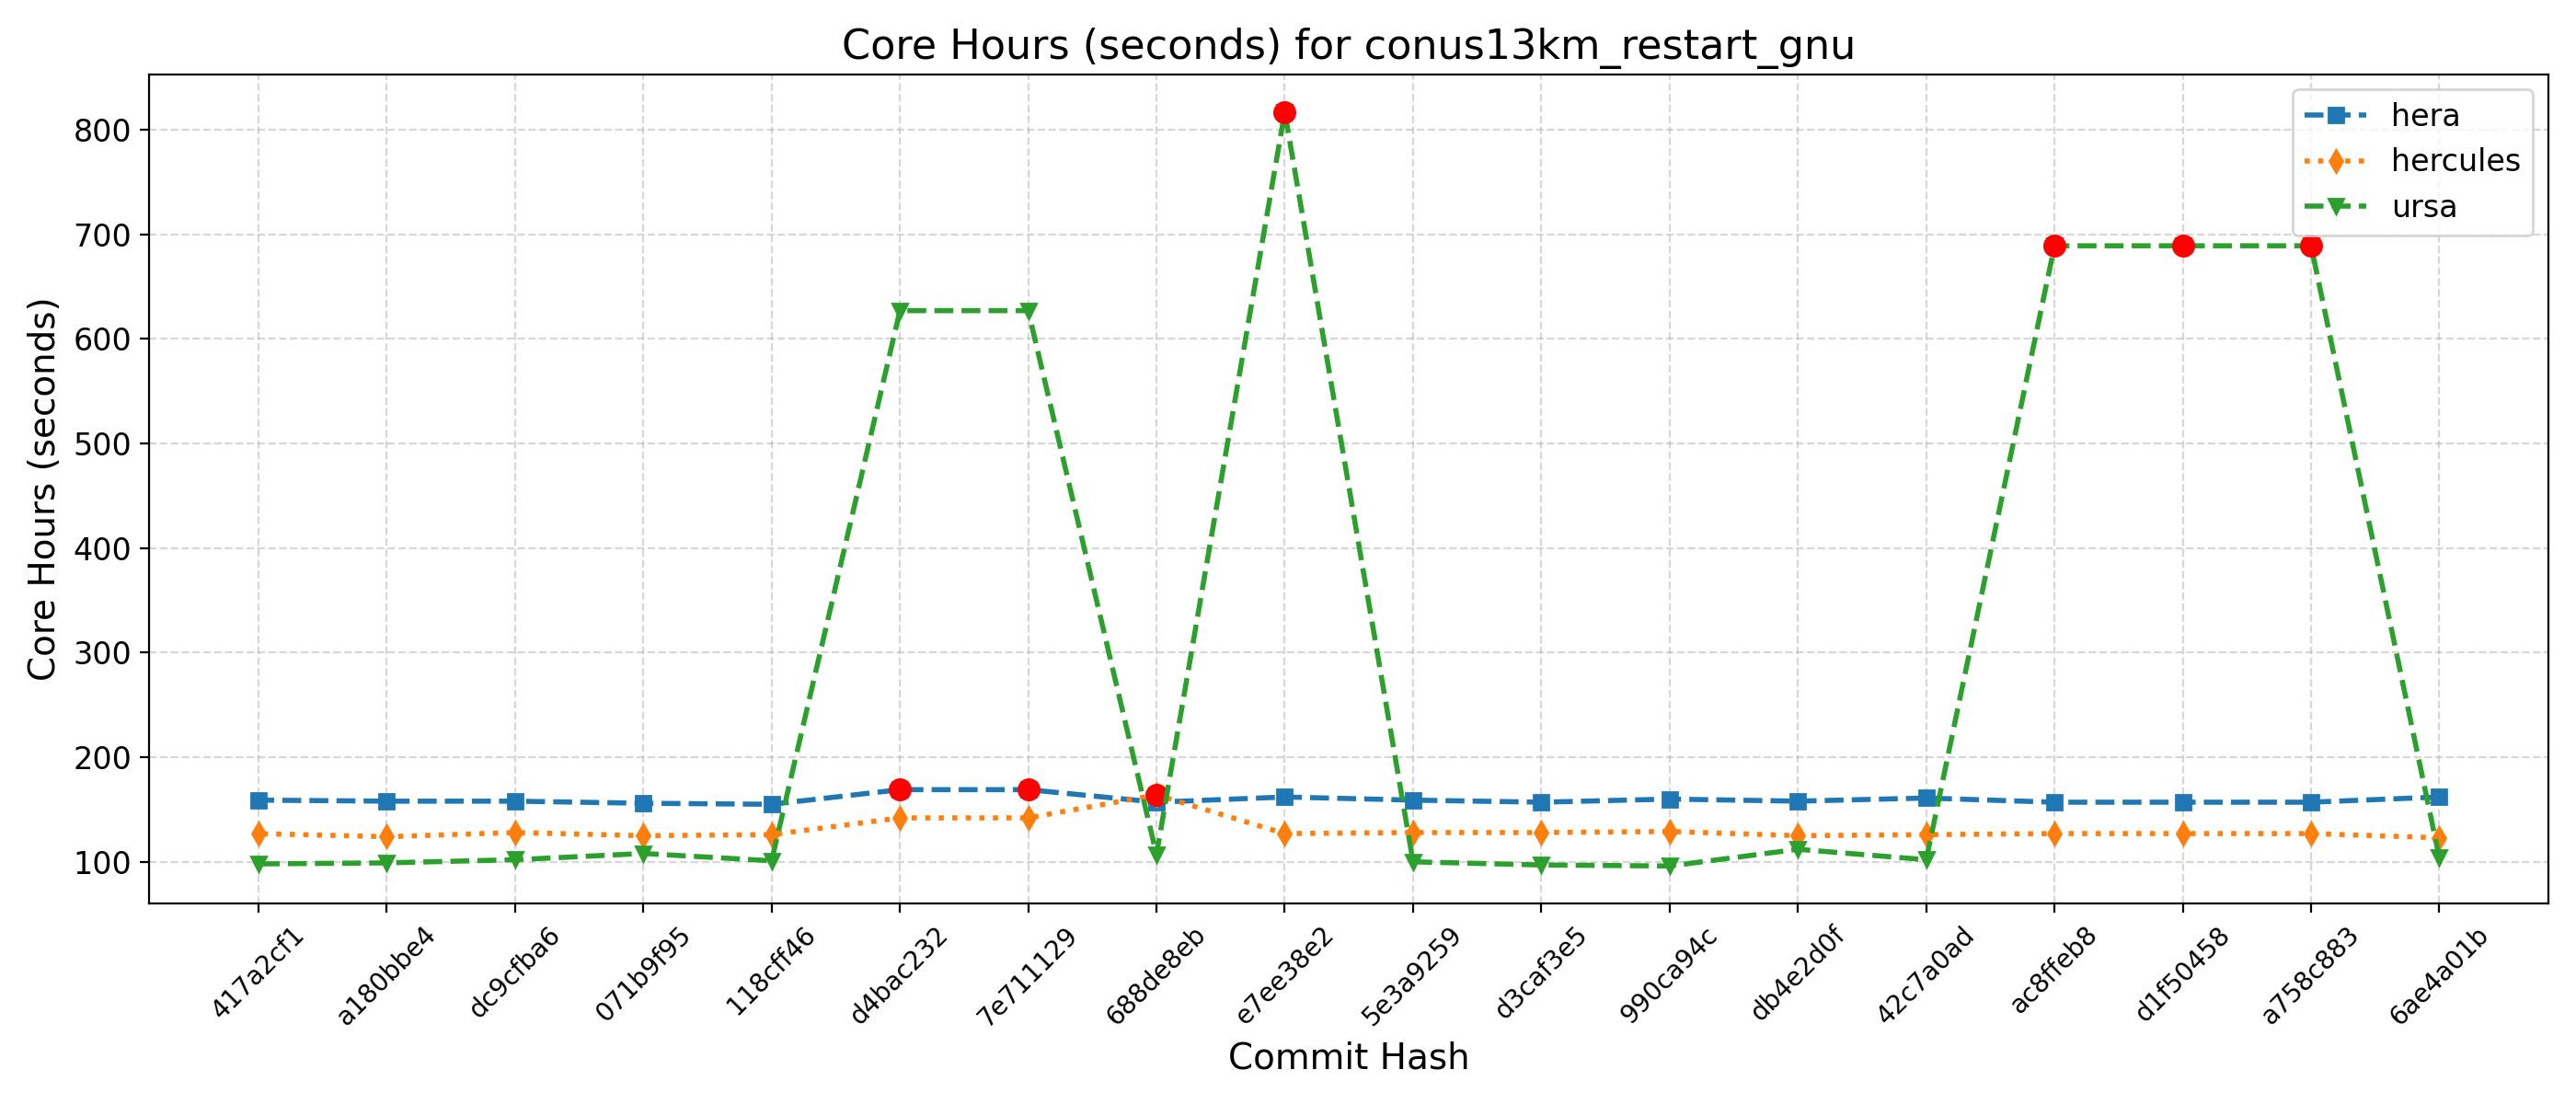 Core Hours (seconds) for conus13km_restart_gnu
Core Hours (seconds)
800
700
600
500
400
300
200
100
hera
hercules
ursa
417a2cf1
a180bbe4
dc9cfba6
071b9f95
118cff46
d4bac232
7e711129
688de8eb
e7ee38e2
5e3a9259
d3caf3e5
990ca94c
db4e2d0f
42c7a0ad
ac8ffeb8
d1f50458
a758c883
6ae4a01b
Commit Hash